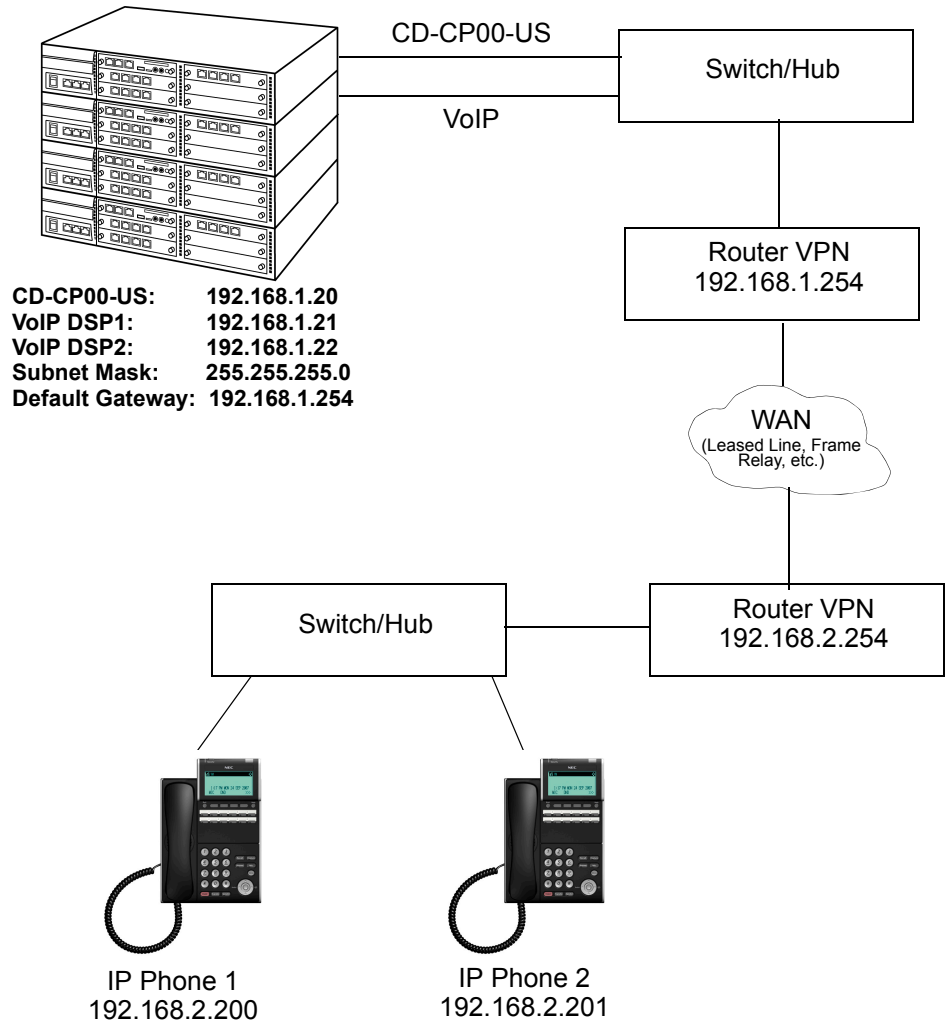 CD-CP00-US
VoIP
Switch/Hub
Router VPN
192.168.1.254
CD-CP00-US: 192.168.1.20
VoIP DSP1: 192.168.1.21
VoIP DSP2: 192.168.1.22
Subnet Mask: 255.255.255.0
Default Gateway: 192.168.1.254
WAN
(Leased Line, Frame
Relay, etc.)
Switch/Hub
Router VPN
192.168.2.254
NEC
NEC
IP Phone 1
192.168.2.200
IP Phone 2
192.168.2.201